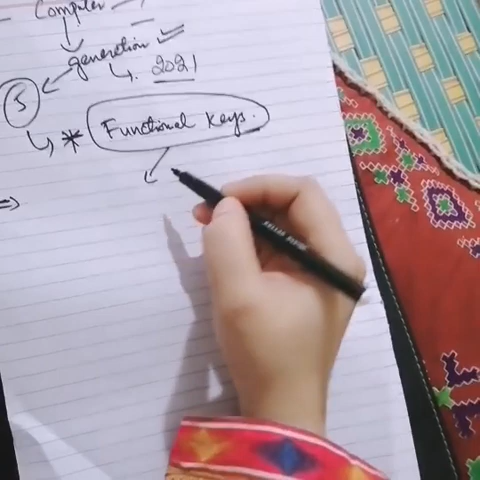 Computer
generation
2021
5
* Functional Keys.